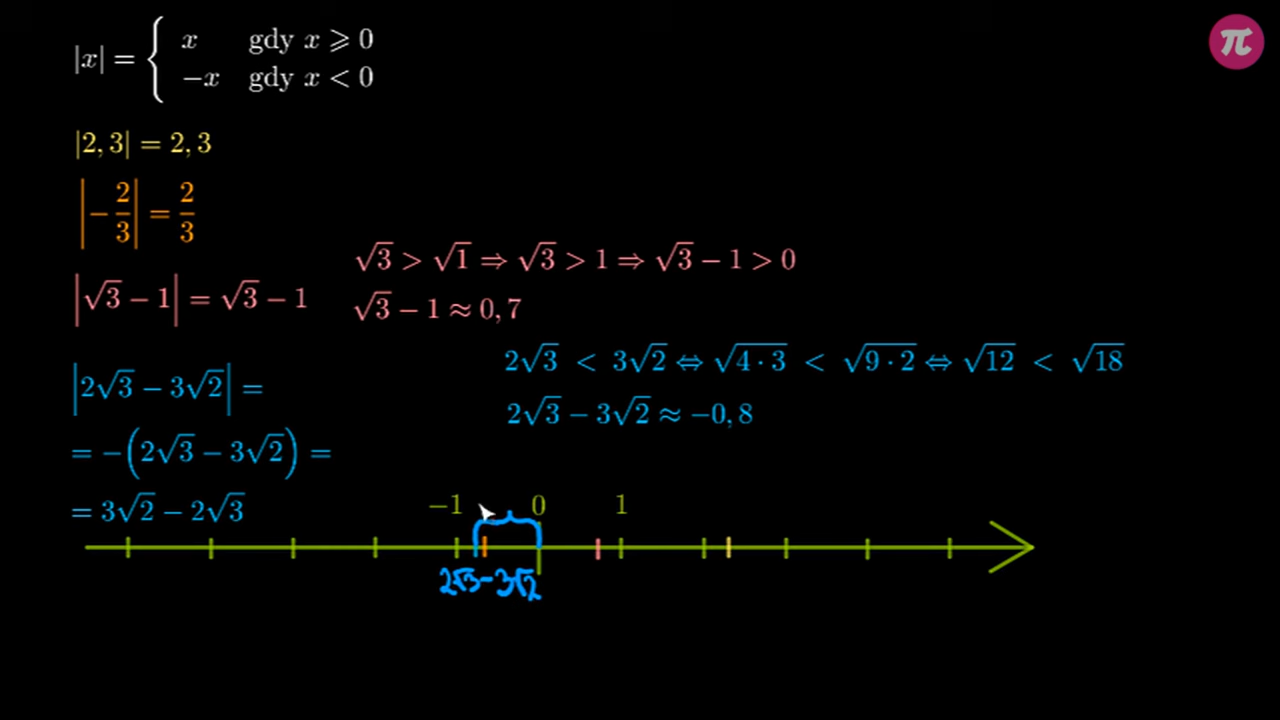 |x| = { x gdy x ⩾ 0
−x gdy x < 0
|2,3| = 2,3
|−2/3| = 2/3
√3 > √1 ⇒ √3 > 1 ⇒ √3 − 1 > 0
|√3 − 1| = √3 − 1
√3 − 1 ≈ 0,7
2√3 < 3√2 ⇔ √4·3 < √9·2 ⇔ √12 < √18
|2√3 − 3√2| =
2√3 − 3√2 ≈ −0,8
= −(2√3 − 3√2) =
= 3√2 − 2√3
−1 0 1
2√3−3√2
π